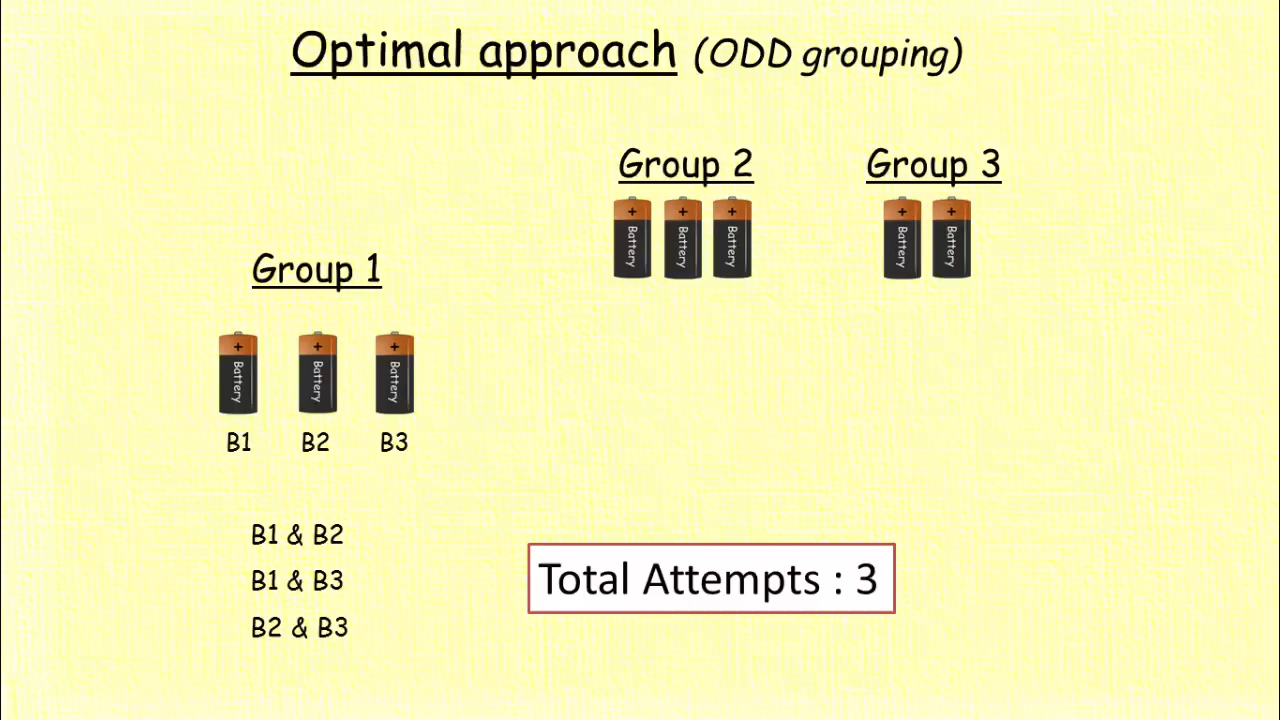 Optimal approach (ODD grouping)
Group 2
Group 3
+ + +
+ +
Battery Battery Battery
Battery Battery
Group 1
+ + +
Battery Battery Battery
B1 B2 B3
B1 & B2
B1 & B3
B2 & B3
Total Attempts : 3